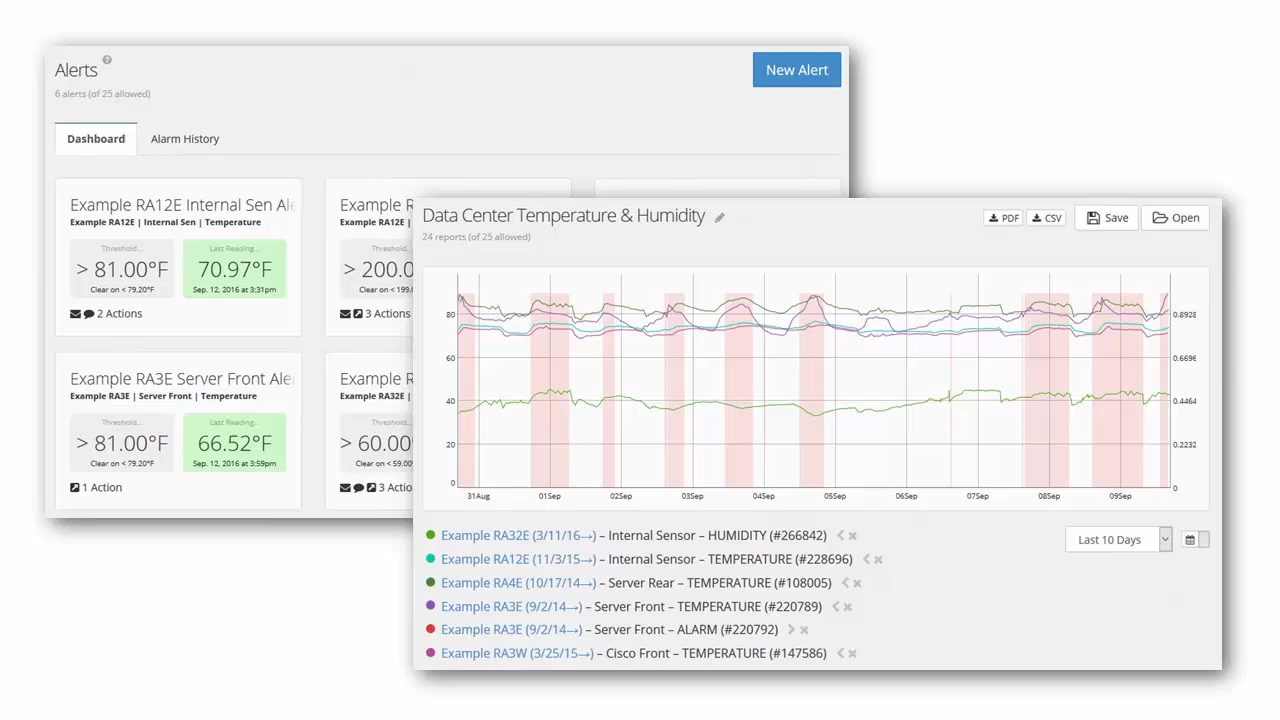 Alerts
6 alerts (of 25 allowed)
New Alert
Dashboard
Alarm History
Example RA12E Internal Sen Ale
Example RA12E | Internal Sen | Temperature
Threshold...
> 81.00°F
Clear on < 79.20°F
Last Reading...
70.97°F
Sep. 12, 2016 at 3:31pm
2 Actions
Example R
Example RA12E |
Threshold...
> 200.0
Clear on < 199.
3 Actions
Example RA3E Server Front Aler
Example RA3E | Server Front | Temperature
Threshold...
> 81.00°F
Clear on < 79.20°F
Last Reading...
66.52°F
Sep. 12, 2016 at 3:59pm
1 Action
Example R
Example RA32E |
Threshold...
> 60.00
Clear on < 59.00
3 Actio
Data Center Temperature & Humidity
24 reports (of 25 allowed)
PDF
CSV
Save
Open
80
60
40
20
0
0.8928
0.6696
0.4464
0.2232
0
31Aug 01Sep 02Sep 03Sep 04Sep 05Sep 06Sep 07Sep 08Sep 09Sep
Example RA32E (3/11/16→) – Internal Sensor – HUMIDITY (#266842)
Example RA12E (11/3/15→) – Internal Sensor – TEMPERATURE (#228696)
Example RA4E (10/17/14→) – Server Rear – TEMPERATURE (#108005)
Example RA3E (9/2/14→) – Server Front – TEMPERATURE (#220789)
Example RA3E (9/2/14→) – Server Front – ALARM (#220792)
Example RA3W (3/25/15→) – Cisco Front – TEMPERATURE (#147586)
Last 10 Days